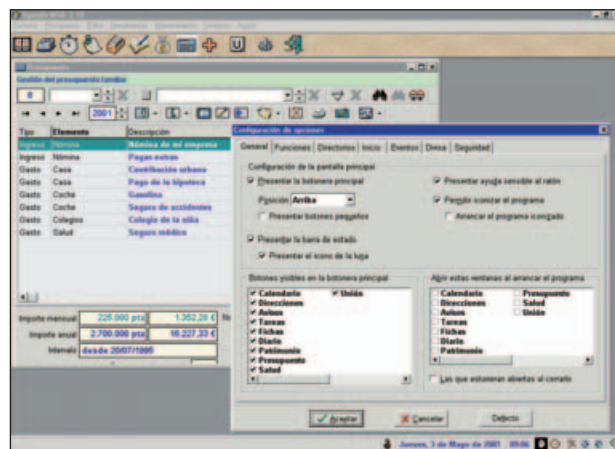 Gestión del presupuesto familiar
0
2001
Tipo Elemento Descripción
Ingreso Nómina Nómina de mi empresa
Ingreso Nómina Pagas extras
Gasto Casa Contribución urbana
Gasto Casa Pago de la hipoteca
Gasto Coche Gasolina
Gasto Coche Seguro de accidentes
Gasto Colegios Colegio de la niña
Gasto Salud Seguro médico
Importe mensual 225.000 ptz 1.352,28 €
Importe anual 2.700.000 ptz 16.227,33 €
Intervalo desde 20/07/1995
Configuración de opciones
General Funciones Directorios Inicio Eventos Divisa Seguridad
Configuración de la pantalla principal
Presentar la botonera principal
Presentar ayuda sensible al ratón
Posición Arriba
Permitir iconizar el programa
Presentar botones pequeños
Arrancar el programa iconizado
Presentar la barra de estado
Presentar el icono de la luna
Botones visibles en la botonera principal
Calendario Unión
Direcciones
Avisos
Tareas
Fichas
Diario
Patrimonio
Presupuesto
Salud
Abrir estas ventanas al arrancar el programa
Calendario Presupuesto
Direcciones Salud
Avisos Unión
Tareas
Fichas
Diario
Patrimonio
Las que estuvieran abiertas al cerrarlo
Aceptar Cancelar Defecto
Jueves, 3 de Mayo de 2001 09:06